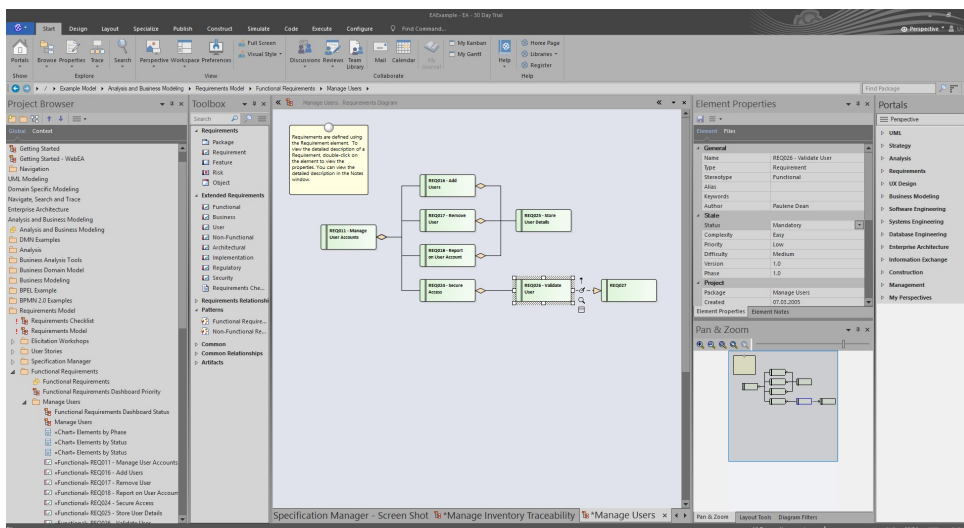 EAExample - EA - 30 Day Trial
Start Design Layout Specialize Publish Construct Simulate Code Execute Configure Find Command...
Perspective
Full Screen
Visual Style
My Kanban
My Gantt
Home Page
Libraries
Register
Portals Browse Properties Trace Search Perspective Workspace Preferences Discussions Reviews Team Library Mail Calendar My Journal Help
Show Explore View Collaborate Help
/ Example Model Analysis and Business Modeling Requirements Model Functional Requirements Manage Users
Find Package
Project Browser
Global Context
Getting Started
Getting Started - WebEA
Navigation
UML Modeling
Domain Specific Modeling
Navigate, Search and Trace
Enterprise Architecture
Analysis and Business Modeling
Analysis and Business Modeling
DMN Examples
Analysis
Business Analysis Tools
Business Domain Model
Business Modeling
BPEL Example
BPMN 2.0 Examples
Requirements Model
! Requirements Checklist
! Requirements Model
Elicitation Workshops
User Stories
Specification Manager
Functional Requirements
Functional Requirements
Functional Requirements Dashboard Priority
Manage Users
Functional Requirements Dashboard Status
Manage Users
«Chart» Elements by Phase
«Chart» Elements by Status
«Chart» Elements by Status
«Functional» REQ011 - Manage User Accounts
«Functional» REQ016 - Add Users
«Functional» REQ017 - Remove User
«Functional» REQ018 - Report on User Accoun
«Functional» REQ024 - Secure Access
«Functional» REQ025 - Store User Details
«Functional» REQ026 - Validate User
Toolbox
Search
Requirements
Package
Requirement
Feature
Risk
Object
Extended Requirements
Functional
Business
User
Non-Functional
Architectural
Implementation
Regulatory
Security
Requirements Che...
Requirements Relationshi
Patterns
Functional Require...
Non-Functional Re...
Common
Common Relationships
Artifacts
Manage Users. Requirements Diagram
Requirements are defined using
the Requirement element. To
view the detailed description of a
Requirement, double-click on
the element to view the
properties. You can view the
detailed description in the Notes
window.
REQ016 - Add
Users
REQ017 - Remove
User
REQ025 - Store
User Details
REQ011 - Manage
User Accounts
REQ018 - Report
on User Account
REQ024 - Secure
Access
REQ026 - Validate
User
REQ027
Specification Manager - Screen Shot *Manage Inventory Traceability *Manage Users
Element Properties
Element Files
General
Name REQ026 - Validate User
Type Requirement
Stereotype Functional
Alias
Keywords
Author Paulene Dean
State
Status Mandatory
Complexity Easy
Priority Low
Difficulty Medium
Version 1.0
Phase 1.0
Project
Package Manage Users
Created 07.03.2005
Element Properties Element Notes
Pan & Zoom
Pan & Zoom Layout Tools Diagram Filters
Portals
Perspective
UML
Strategy
Analysis
Requirements
UX Design
Business Modeling
Software Engineering
Systems Engineering
Database Engineering
Enterprise Architecture
Information Exchange
Construction
Management
My Perspectives